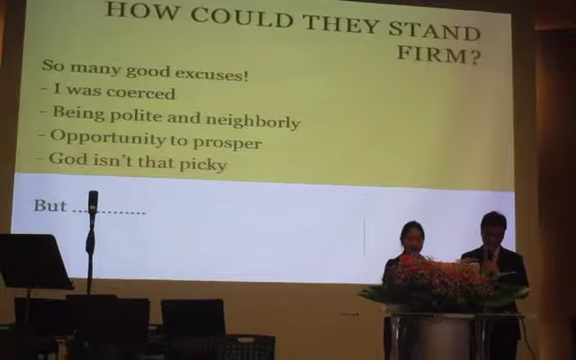 HOW COULD THEY STAND
FIRM?
So many good excuses!
- I was coerced
- Being polite and neighborly
- Opportunity to prosper
- God isn't that picky
But .............